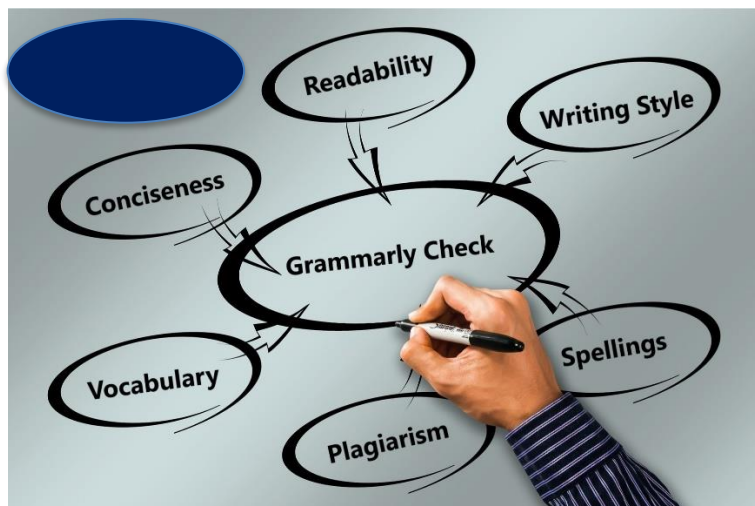 Readability
Writing Style
Conciseness
Grammarly Check
Spellings
Vocabulary
Plagiarism